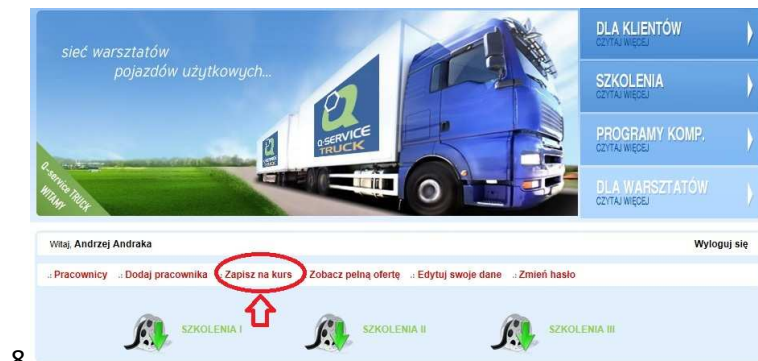 sieć warsztatów
pojazdów użytkowych...
Q-SERVICE
TRUCK
Q-service TRUCK
WITAMY
DLA KLIENTÓW
CZYTAJ WIĘCEJ
SZKOLENIA
CZYTAJ WIĘCEJ
PROGRAMY KOMP.
CZYTAJ WIĘCEJ
DLA WARSZTATÓW
CZYTAJ WIĘCEJ
Witaj, Andrzej Andraka
Wyloguj się
.: Pracownicy .: Dodaj pracownika .: Zapisz na kurs .: Zobacz pełną ofertę .: Edytuj swoje dane .: Zmień hasło
SZKOLENIA I
SZKOLENIA II
SZKOLENIA III
8